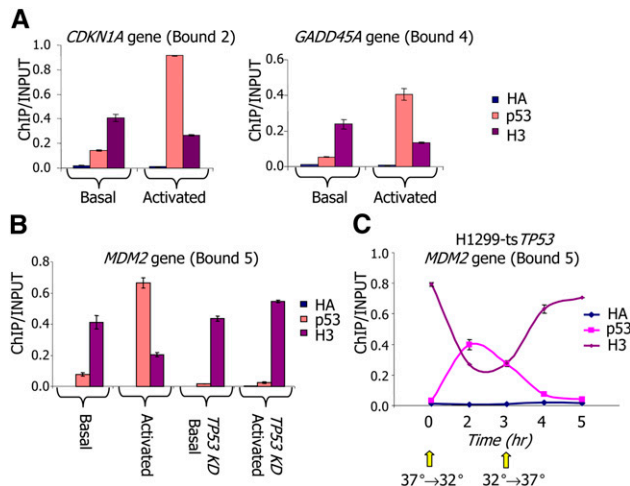 A
CDKN1A gene (Bound 2)
ChIP/INPUT
1.0
0.8
0.6
0.4
0.2
0.0
Basal
Activated
GADD45A gene (Bound 4)
ChIP/INPUT
0.6
0.4
0.2
0.0
Basal
Activated
HA
p53
H3
B
MDM2 gene (Bound 5)
ChIP/INPUT
0.8
0.6
0.4
0.2
0.0
Basal
Activated
TP53 KD
Basal
TP53 KD
Activated
HA
p53
H3
C
H1299-tsTP53
MDM2 gene (Bound 5)
ChIP/INPUT
1.0
0.8
0.6
0.4
0.2
0.0
HA
p53
H3
0 2 3 4 5
Time (hr)
37°→32° 32°→37°